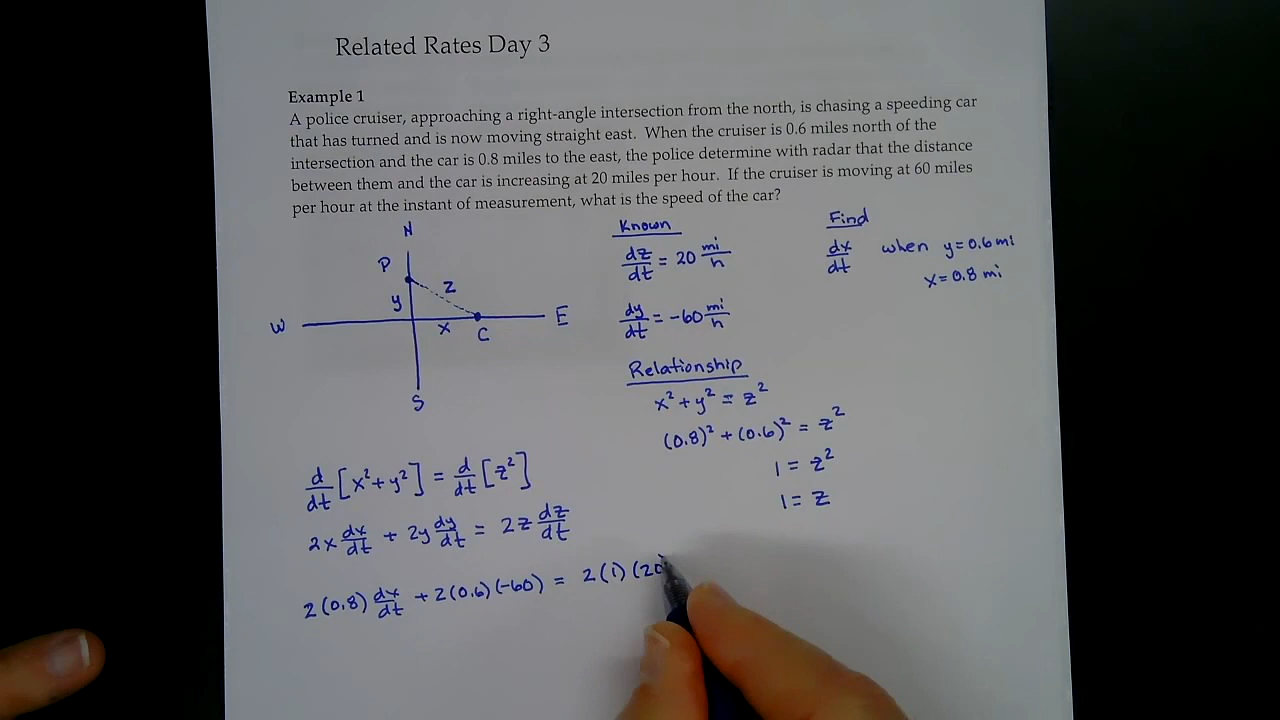 Related Rates Day 3
Example 1
A police cruiser, approaching a right-angle intersection from the north, is chasing a speeding car
that has turned and is now moving straight east. When the cruiser is 0.6 miles north of the
intersection and the car is 0.8 miles to the east, the police determine with radar that the distance
between them and the car is increasing at 20 miles per hour. If the cruiser is moving at 60 miles
per hour at the instant of measurement, what is the speed of the car?
N
P
z
y
W
E
x
C
S
Known
dz/dt = 20 mi/h
dy/dt = -60 mi/h
Find
dx/dt when y=0.6 mi
x=0.8 mi
Relationship
x² + y² = z²
(0.8)² + (0.6)² = z²
1 = z²
1 = z
d/dt [x² + y²] = d/dt [z²]
2x dx/dt + 2y dy/dt = 2z dz/dt
2(0.8) dx/dt + 2(0.6)(-60) = 2(1)(20